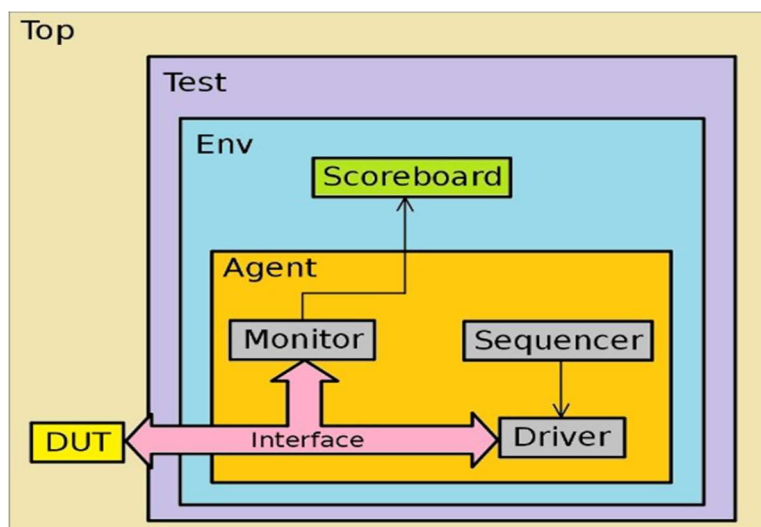 Top
Test
Env
Scoreboard
Agent
Monitor
Sequencer
DUT
Interface
Driver